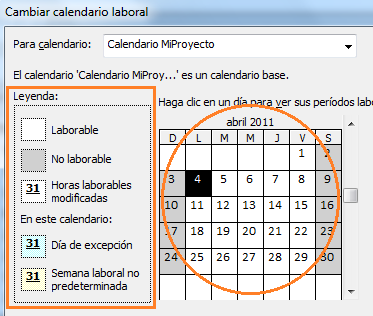 Cambiar calendario laboral
Para calendario: Calendario MiProyecto
El calendario 'Calendario MiProy...' es un calendario base.
Leyenda:
Haga clic en un día para ver sus períodos labo
Laborable
No laborable
31 Horas laborables
modificadas
En este calendario:
31 Día de excepción
31 Semana laboral no
predeterminada
abril 2011
D L M M J V S
1 2
3 4 5 6 7 8 9
10 11 12 13 14 15 16
17 18 19 20 21 22 23
24 25 26 27 28 29 30